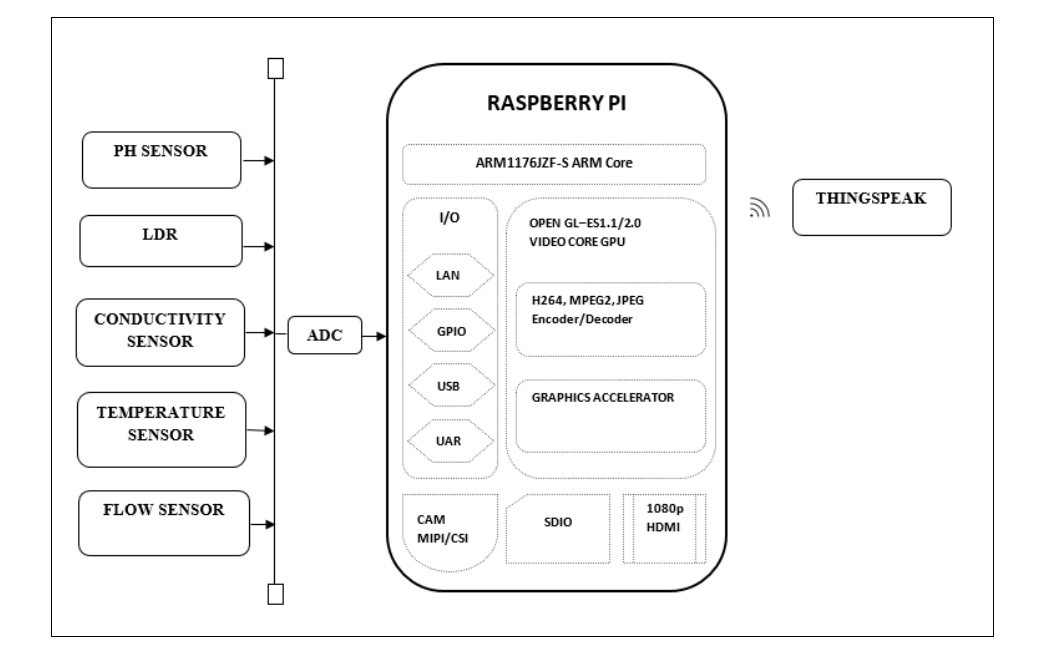 RASPBERRY PI
PH SENSOR
ARM1176JZF-S ARM Core
THINGSPEAK
LDR
I/O
OPEN GL–ES1.1/2.0
VIDEO CORE GPU
LAN
CONDUCTIVITY
SENSOR
ADC
GPIO
H264, MPEG2, JPEG
Encoder/Decoder
USB
GRAPHICS ACCELERATOR
TEMPERATURE
SENSOR
UAR
FLOW SENSOR
CAM
MIPI/CSI
SDIO
1080p
HDMI